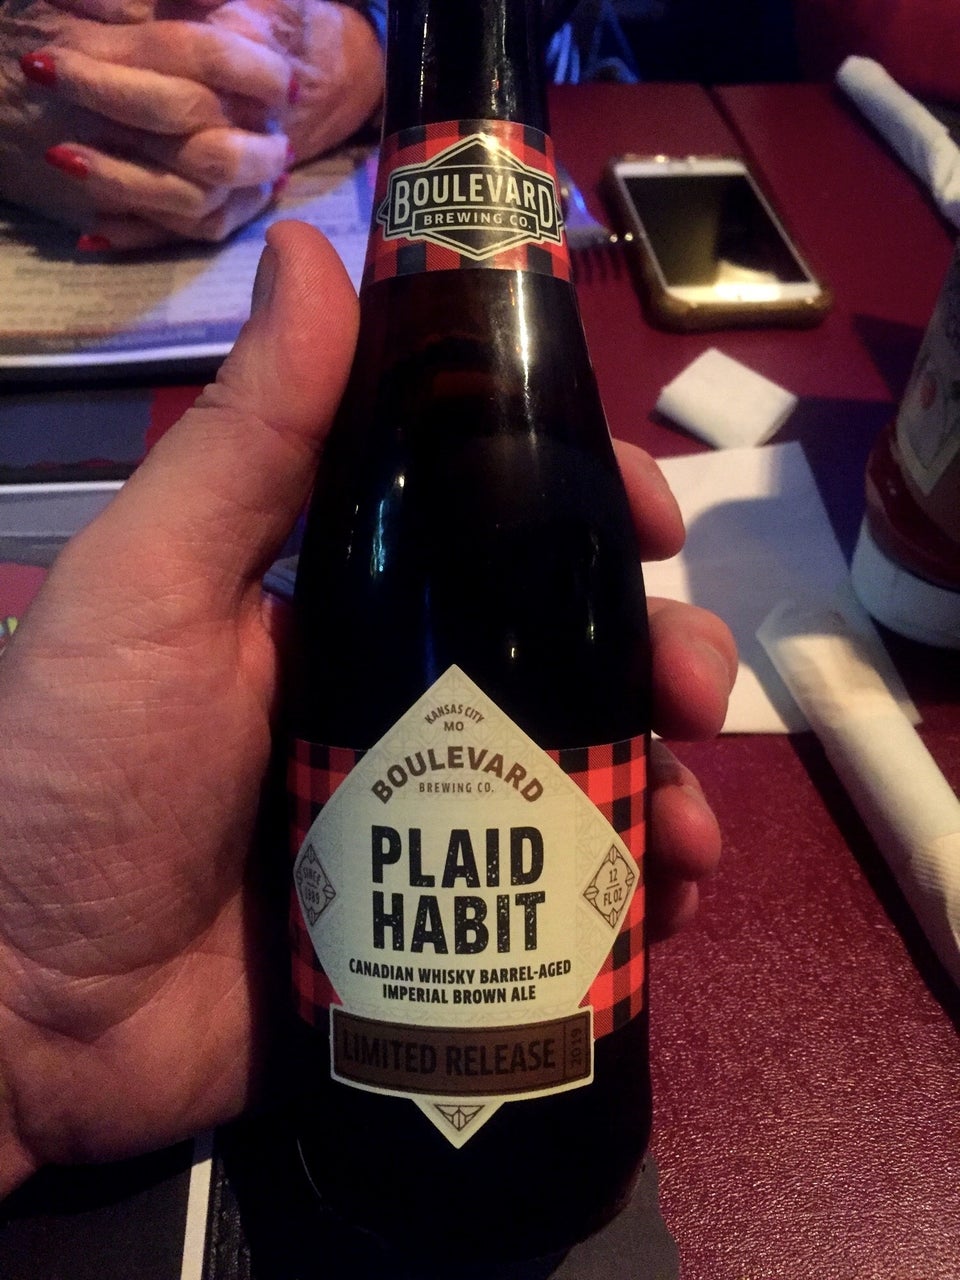 BOULEVARD
BREWING CO.
KANSAS CITY
MO
BOULEVARD
BREWING CO.
PLAID
HABIT
SINCE
1989
12
FL OZ
CANADIAN WHISKY BARREL-AGED
IMPERIAL BROWN ALE
LIMITED RELEASE
2019